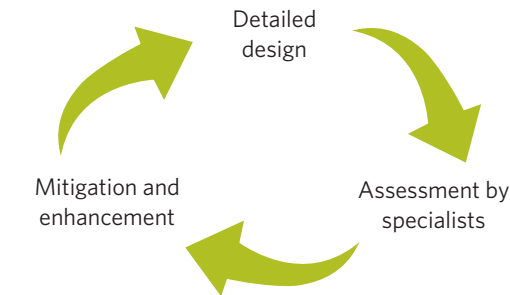 Detailed
design
Assessment by
specialists
Mitigation and
enhancement